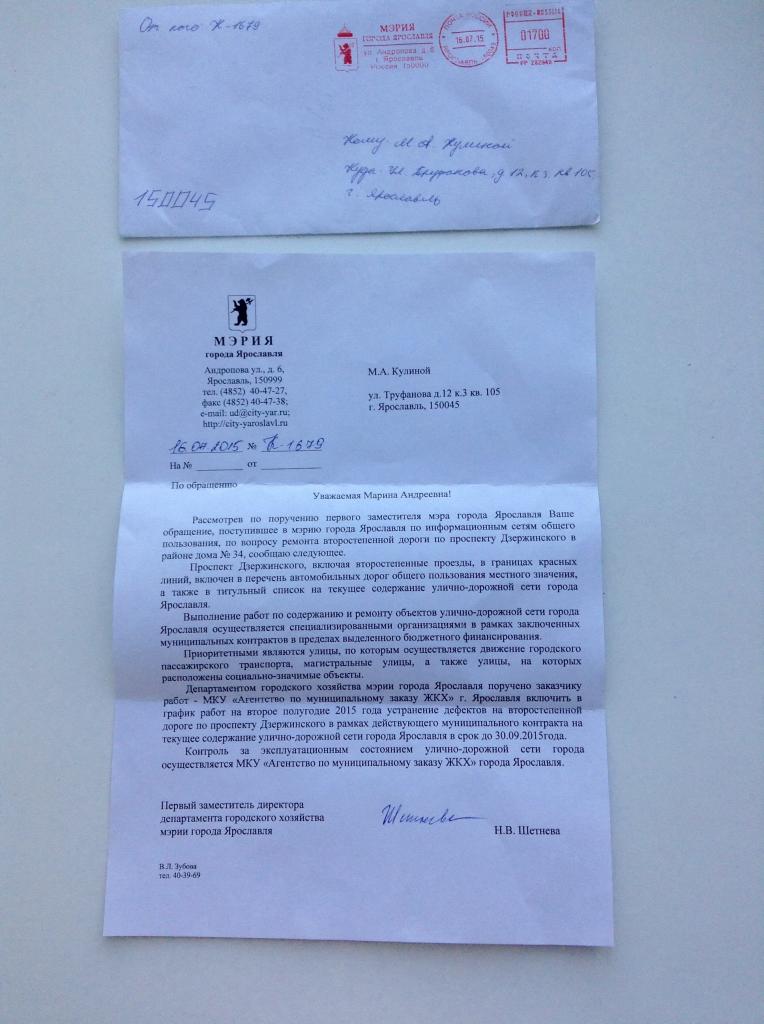 От кого К-1679
МЭРИЯ
ГОРОДА ЯРОСЛАВЛЯ
ул. Андропова д. 6
г. Ярославль
Россия 150000
16.07.15
01700
КОП
ПОЧТА
Кому М А. Кулиной
Куда ул. Труфанова, д 12, к 3, кв 105
г. Ярославль
150045
МЭРИЯ
города Ярославля
Андропова ул., д. 6,
Ярославль, 150999
тел. (4852) 40-47-27,
факс (4852) 40-47-38;
e-mail: ud@city-yar.ru;
http://city-yaroslavl.ru
М.А. Кулиной
ул. Труфанова д.12 к.3 кв. 105
г. Ярославль, 150045
16.07.2015 № К-1679
На № ________ от ________
По обращению
Уважаемая Марина Андреевна!
Рассмотрев по поручению первого заместителя мэра города Ярославля Ваше
обращение, поступившее в мэрию города Ярославля по информационным сетям общего
пользования, по вопросу ремонта второстепенной дороги по проспекту Дзержинского в
районе дома № 34, сообщаю следующее.
Проспект Дзержинского, включая второстепенные проезды, в границах красных
линий, включен в перечень автомобильных дорог общего пользования местного значения,
а также в титульный список на текущее содержание улично-дорожной сети города
Ярославля.
Выполнение работ по содержанию и ремонту объектов улично-дорожной сети города
Ярославля осуществляется специализированными организациями в рамках заключенных
муниципальных контрактов в пределах выделенного бюджетного финансирования.
Приоритетными являются улицы, по которым осуществляется движение городского
пассажирского транспорта, магистральные улицы, а также улицы, на которых
расположены социально-значимые объекты.
Департаментом городского хозяйства мэрии города Ярославля поручено заказчику
работ - МКУ «Агентство по муниципальному заказу ЖКХ» г. Ярославля включить в
график работ на второе полугодие 2015 года устранение дефектов на второстепенной
дороге по проспекту Дзержинского в рамках действующего муниципального контракта на
текущее содержание улично-дорожной сети города Ярославля в срок до 30.09.2015года.
Контроль за эксплуатационным состоянием улично-дорожной сети города
осуществляется МКУ «Агентство по муниципальному заказу ЖКХ» города Ярославля.
Первый заместитель директора
департамента городского хозяйства
мэрии города Ярославля
Н.В. Шетнева
В.Л. Зубова
тел. 40-39-69